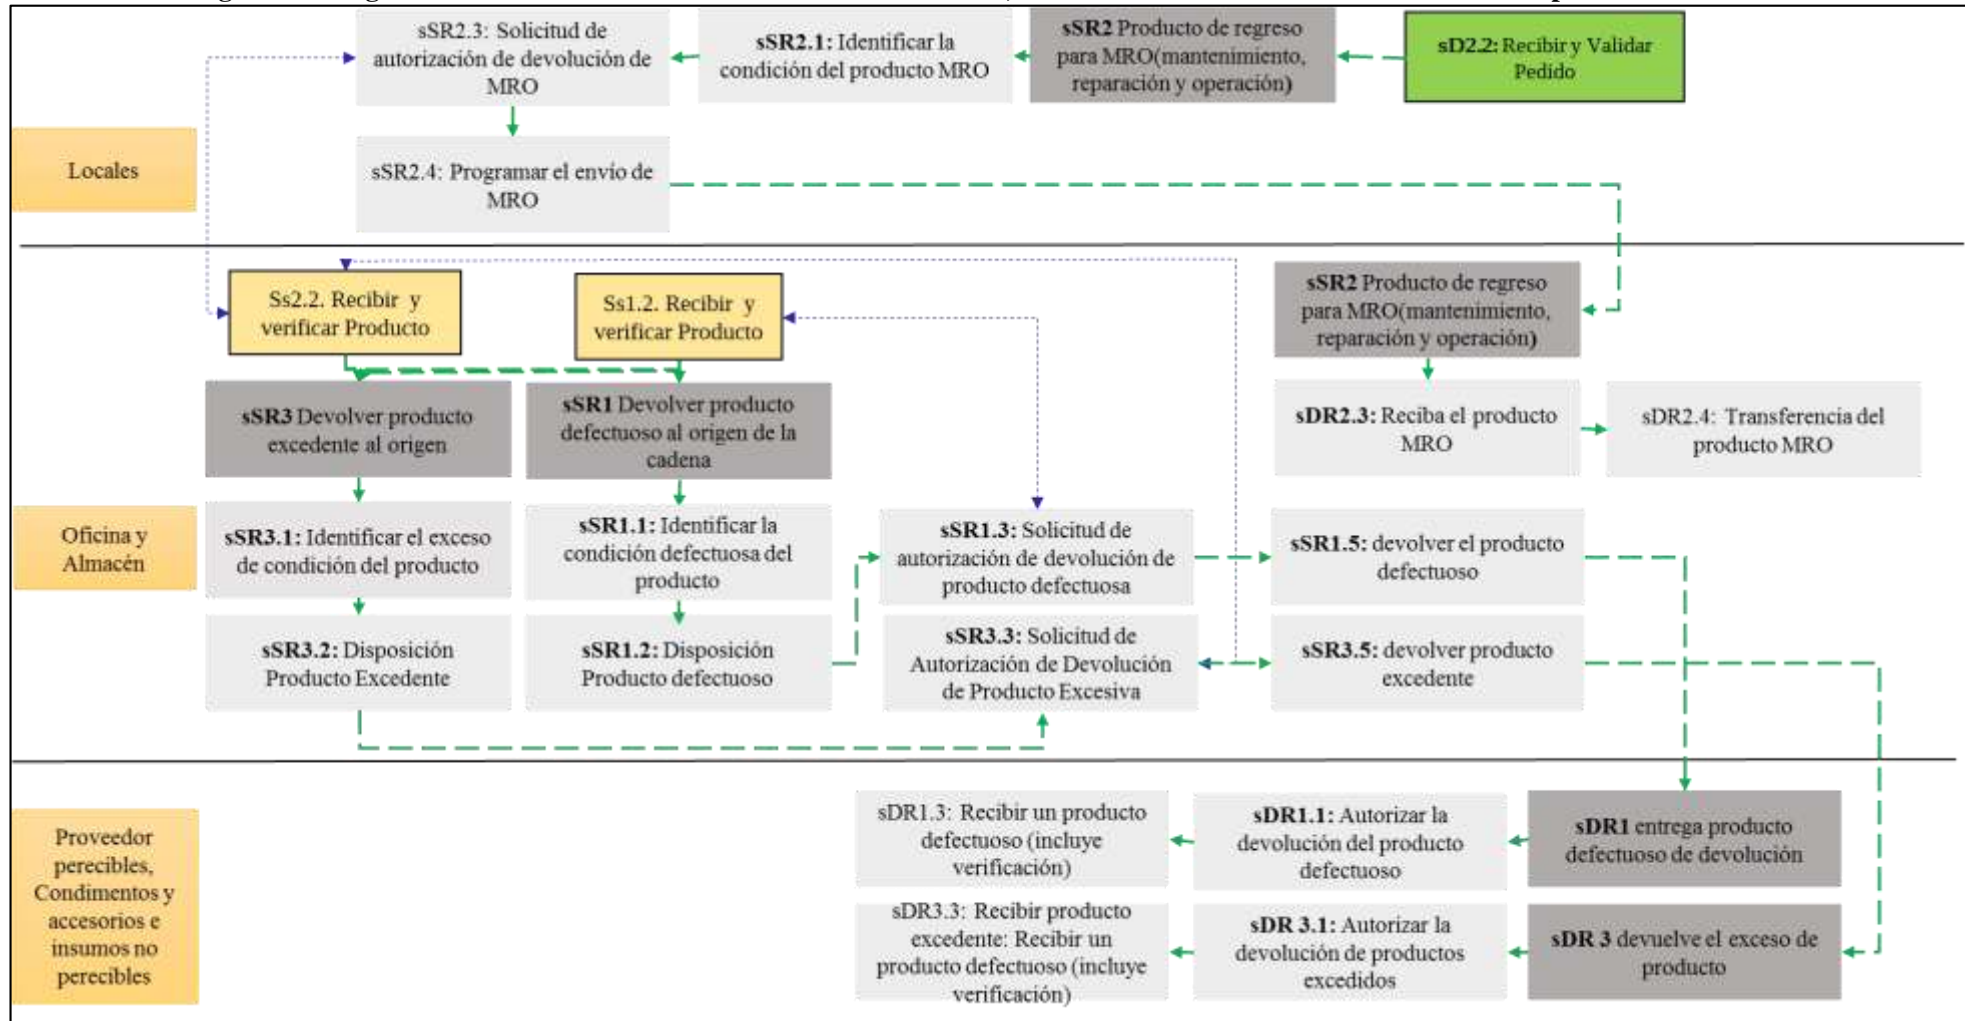 sSR2.3: Solicitud de
autorización de devolución de
MRO
sSR2.1: Identificar la
condición del producto MRO
sSR2 Producto de regreso
para MRO(mantenimiento,
reparación y operación)
sD2.2: Recibir y Validar
Pedido
Locales
sSR2.4: Programar el envío de
MRO
Ss2.2. Recibir y
verificar Producto
Ss1.2. Recibir y
verificar Producto
sSR2 Producto de regreso
para MRO(mantenimiento,
reparación y operación)
sSR3 Devolver producto
excedente al origen
sSR1 Devolver producto
defectuoso al origen de la
cadena
sDR2.3: Reciba el producto
MRO
sDR2.4: Transferencia del
producto MRO
Oficina y
Almacén
sSR3.1: Identificar el exceso
de condición del producto
sSR1.1: Identificar la
condición defectuosa del
producto
sSR1.3: Solicitud de
autorización de devolución de
producto defectuosa
sSR1.5: devolver el producto
defectuoso
sSR3.2: Disposición
Producto Excedente
sSR1.2: Disposición
Producto defectuoso
sSR3.3: Solicitud de
Autorización de Devolución
de Producto Excesiva
sSR3.5: devolver producto
excedente
Proveedor
perecibles,
Condimentos y
accesorios e
insumos no
perecibles
sDR1.3: Recibir un producto
defectuoso (incluye
verificación)
sDR1.1: Autorizar la
devolución del producto
defectuoso
sDR1 entrega producto
defectuoso de devolución
sDR3.3: Recibir producto
excedente: Recibir un
producto defectuoso (incluye
verificación)
sDR 3.1: Autorizar la
devolución de productos
excedidos
sDR 3 devuelve el exceso de
producto